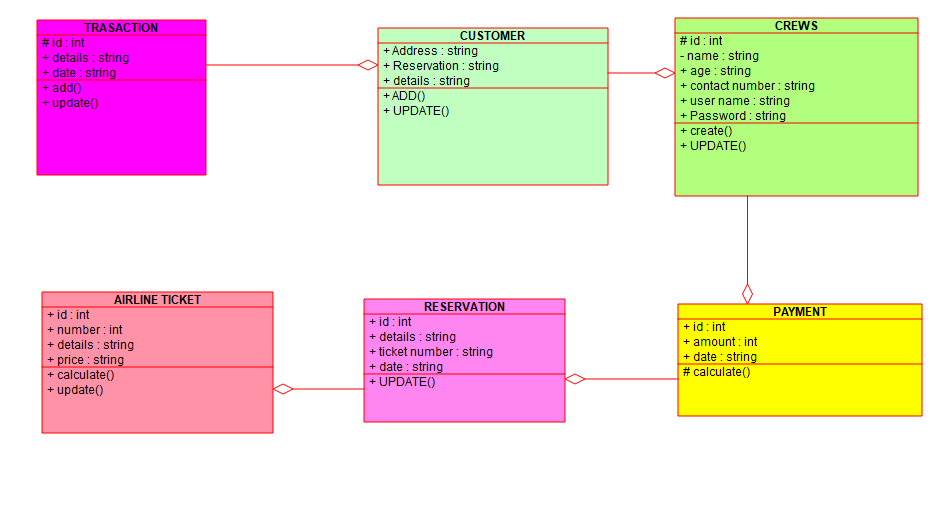 TRASACTION
# id : int
+ details : string
+ date : string
+ add()
+ update()
CUSTOMER
+ Address : string
+ Reservation : string
+ details : string
+ ADD()
+ UPDATE()
CREWS
# id : int
- name : string
+ age : string
+ contact number : string
+ user name : string
+ Password : string
+ create()
+ UPDATE()
AIRLINE TICKET
+ id : int
+ number : int
+ details : string
+ price : string
+ calculate()
+ update()
RESERVATION
+ id : int
+ details : string
+ ticket number : string
+ date : string
+ UPDATE()
PAYMENT
+ id : int
+ amount : int
+ date : string
# calculate()